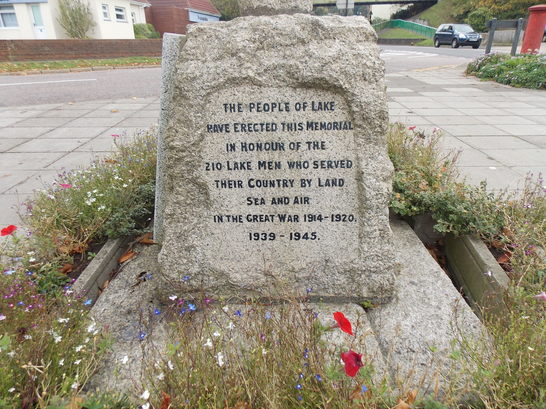 THE PEOPLE OF LAKE
HAVE ERECTED THIS MEMORIAL
IN HONOUR OF THE
210 LAKE MEN WHO SERVED
THEIR COUNTRY BY LAND
SEA AND AIR
IN THE GREAT WAR 1914-1920.
1939 - 1945.